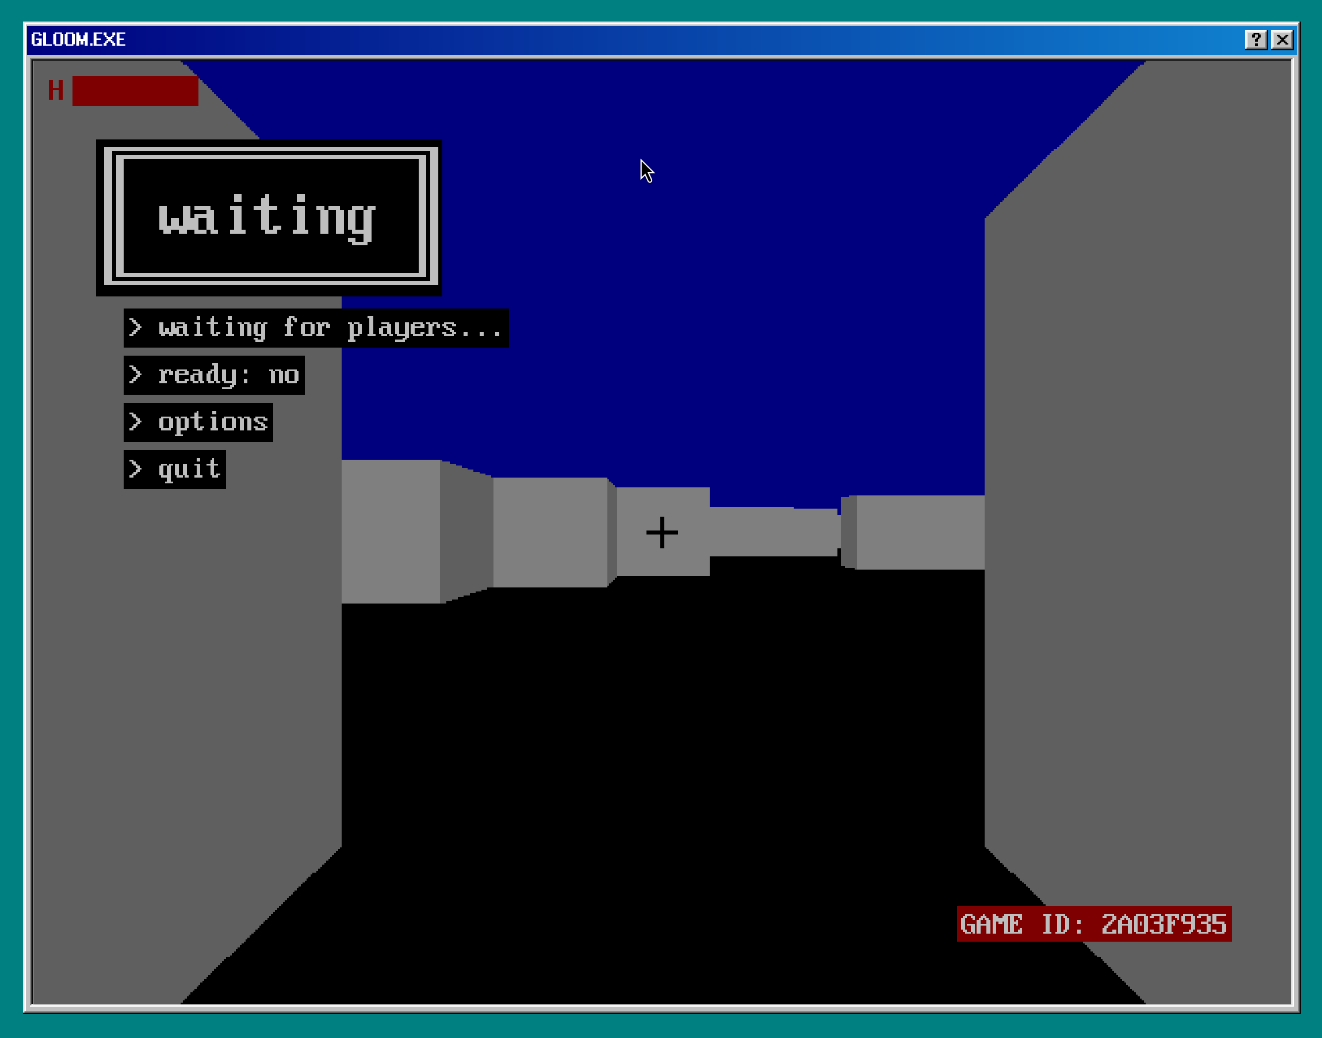 GLOOM.EXE
H
waiting
> waiting for players...
> ready: no
> options
> quit
GAME ID: 2A03F935